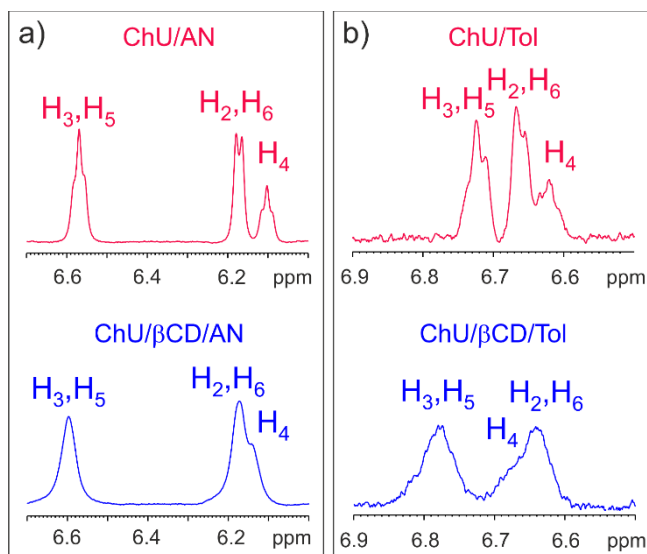 a)
ChU/AN
H₃,H₅
H₂,H₆
H₄
6.6 6.4 6.2 ppm
ChU/βCD/AN
H₃,H₅
H₂,H₆
H₄
6.6 6.4 6.2 ppm
b)
ChU/Tol
H₃,H₅
H₂,H₆
H₄
6.9 6.8 6.7 6.6 ppm
ChU/βCD/Tol
H₃,H₅
H₄
H₂,H₆
6.9 6.8 6.7 6.6 ppm